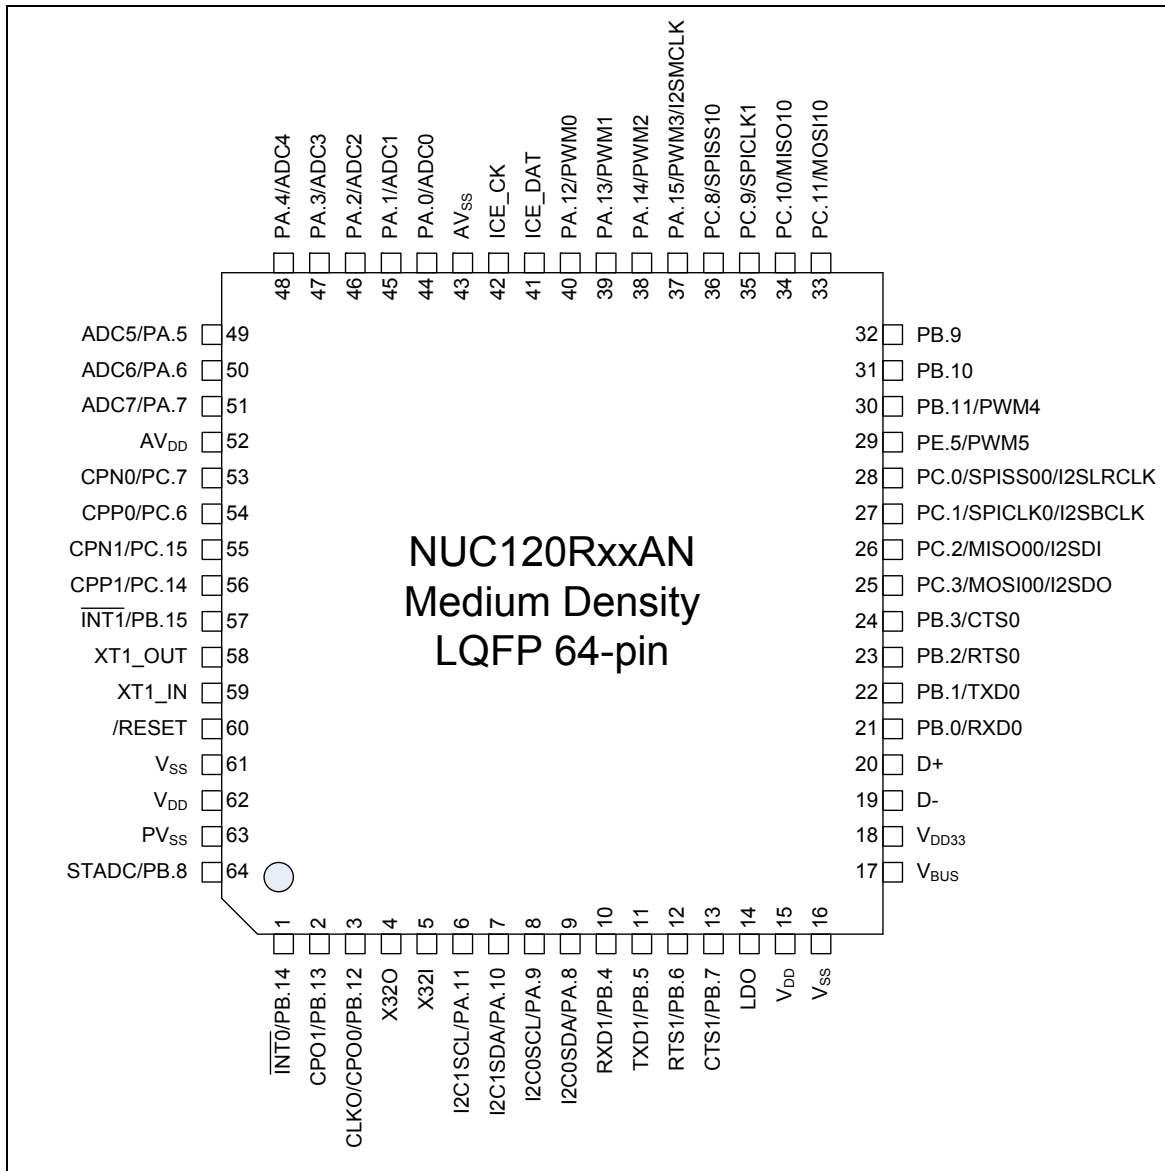 PA.4/ADC4
PA.3/ADC3
PA.2/ADC2
PA.1/ADC1
PA.0/ADC0
AVSS
ICE_CK
ICE_DAT
PA.12/PWM0
PA.13/PWM1
PA.14/PWM2
PA.15/PWM3/I2SMCLK
PC.8/SPISS10
PC.9/SPICLK1
PC.10/MISO10
PC.11/MOSI10
48 47 46 45 44 43 42 41 40 39 38 37 36 35 34 33
ADC5/PA.5 49
ADC6/PA.6 50
ADC7/PA.7 51
AVDD 52
CPN0/PC.7 53
CPP0/PC.6 54
CPN1/PC.15 55
CPP1/PC.14 56
INT1/PB.15 57
XT1_OUT 58
XT1_IN 59
/RESET 60
VSS 61
VDD 62
PVSS 63
STADC/PB.8 64
NUC120RxxAN
Medium Density
LQFP 64-pin
32 PB.9
31 PB.10
30 PB.11/PWM4
29 PE.5/PWM5
28 PC.0/SPISS00/I2SLRCLK
27 PC.1/SPICLK0/I2SBCLK
26 PC.2/MISO00/I2SDI
25 PC.3/MOSI00/I2SDO
24 PB.3/CTS0
23 PB.2/RTS0
22 PB.1/TXD0
21 PB.0/RXD0
20 D+
19 D-
18 VDD33
17 VBUS
1 2 3 4 5 6 7 8 9 10 11 12 13 14 15 16
INT0/PB.14
CPO1/PB.13
CLKO/CPO0/PB.12
X32O
X32I
I2C1SCL/PA.11
I2C1SDA/PA.10
I2C0SCL/PA.9
I2C0SDA/PA.8
RXD1/PB.4
TXD1/PB.5
RTS1/PB.6
CTS1/PB.7
LDO
VDD
VSS